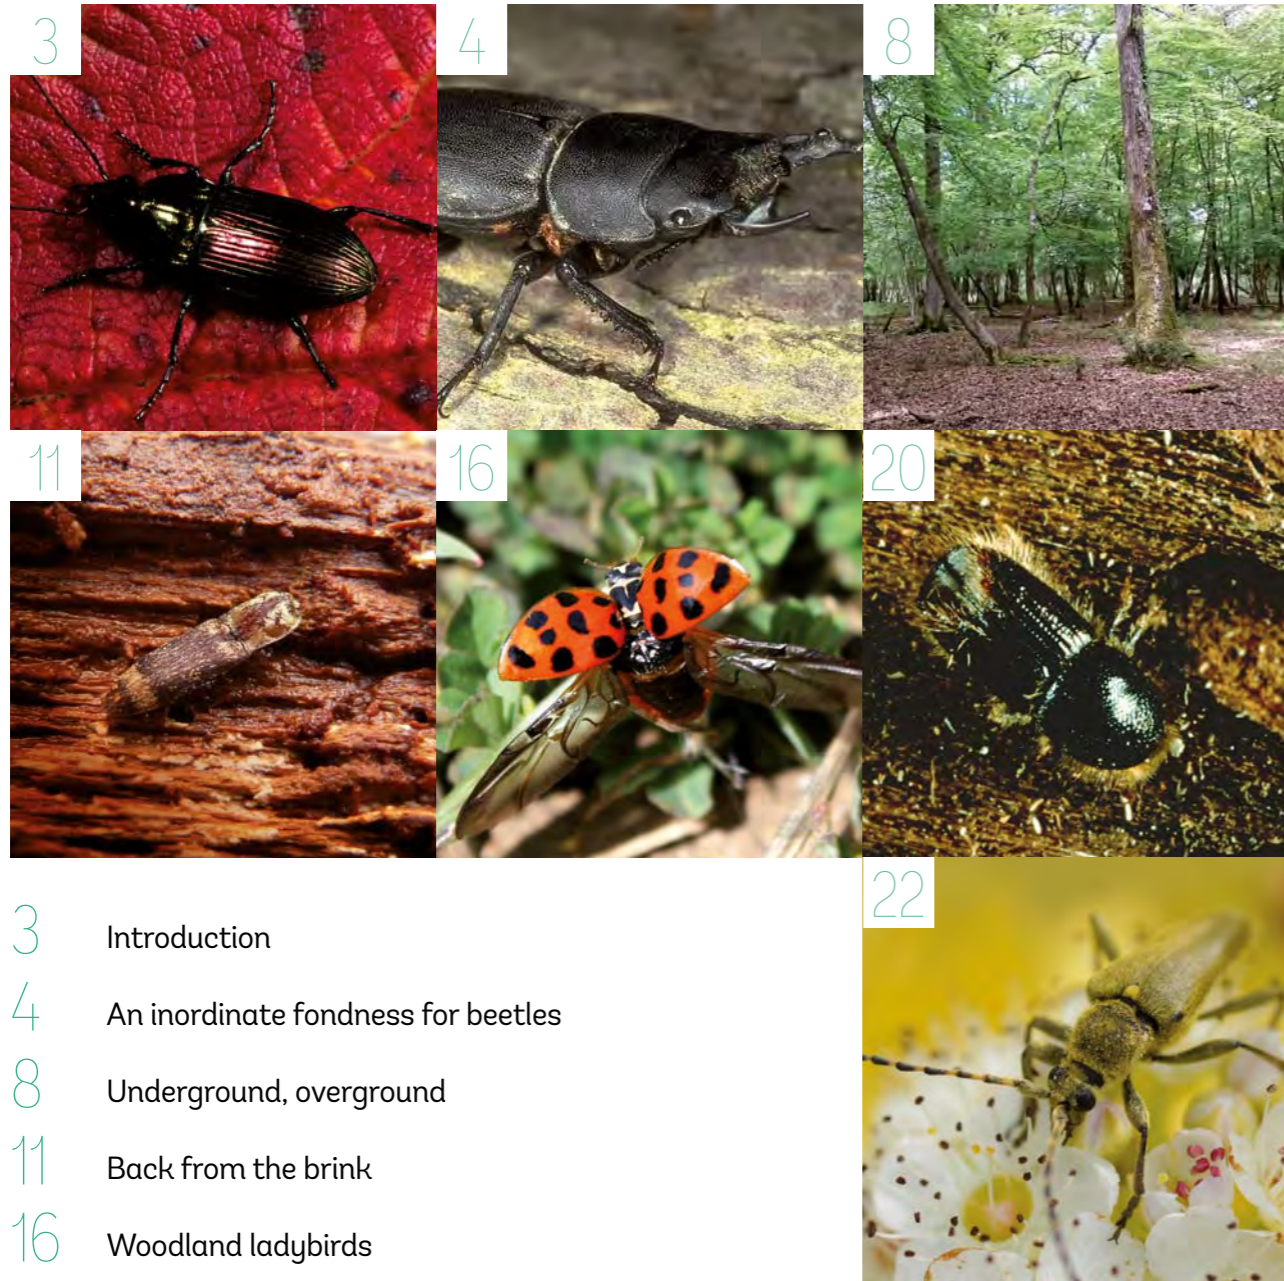 3
4
8
11
16
20
22
3 Introduction
4 An inordinate fondness for beetles
8 Underground, overground
11 Back from the brink
16 Woodland ladybirds